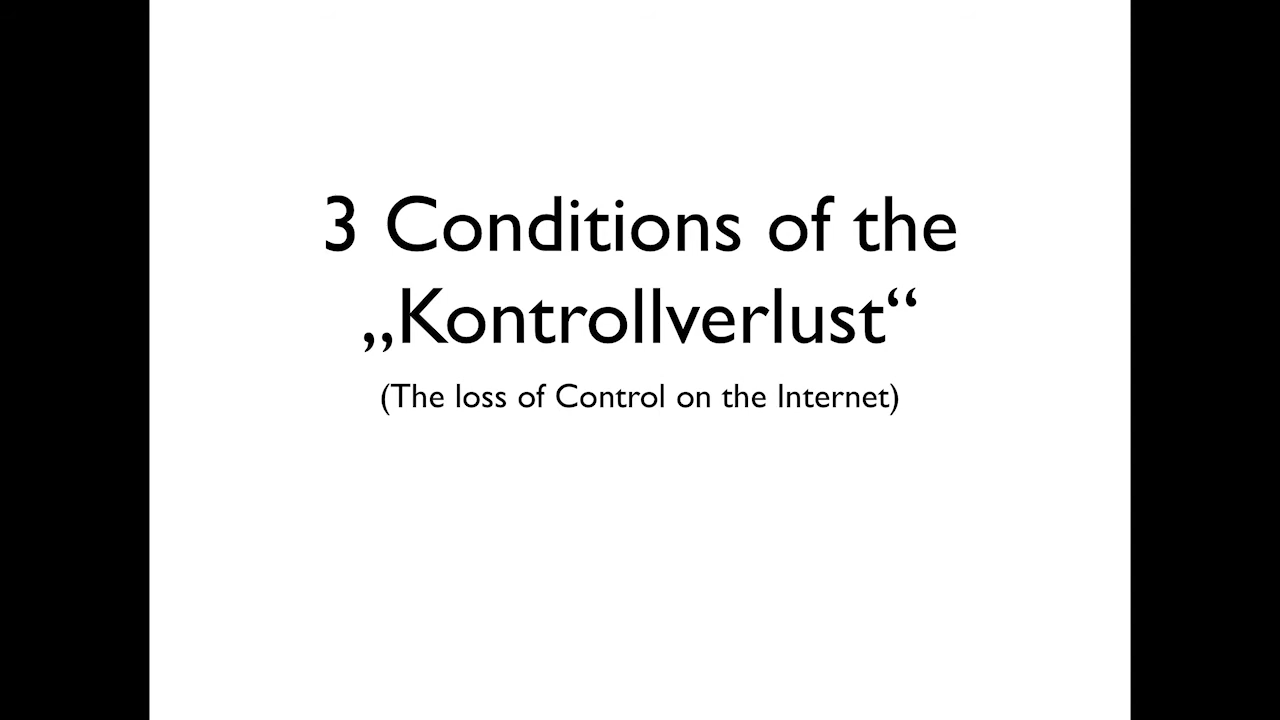 3 Conditions of the
„Kontrollverlust“
(The loss of Control on the Internet)